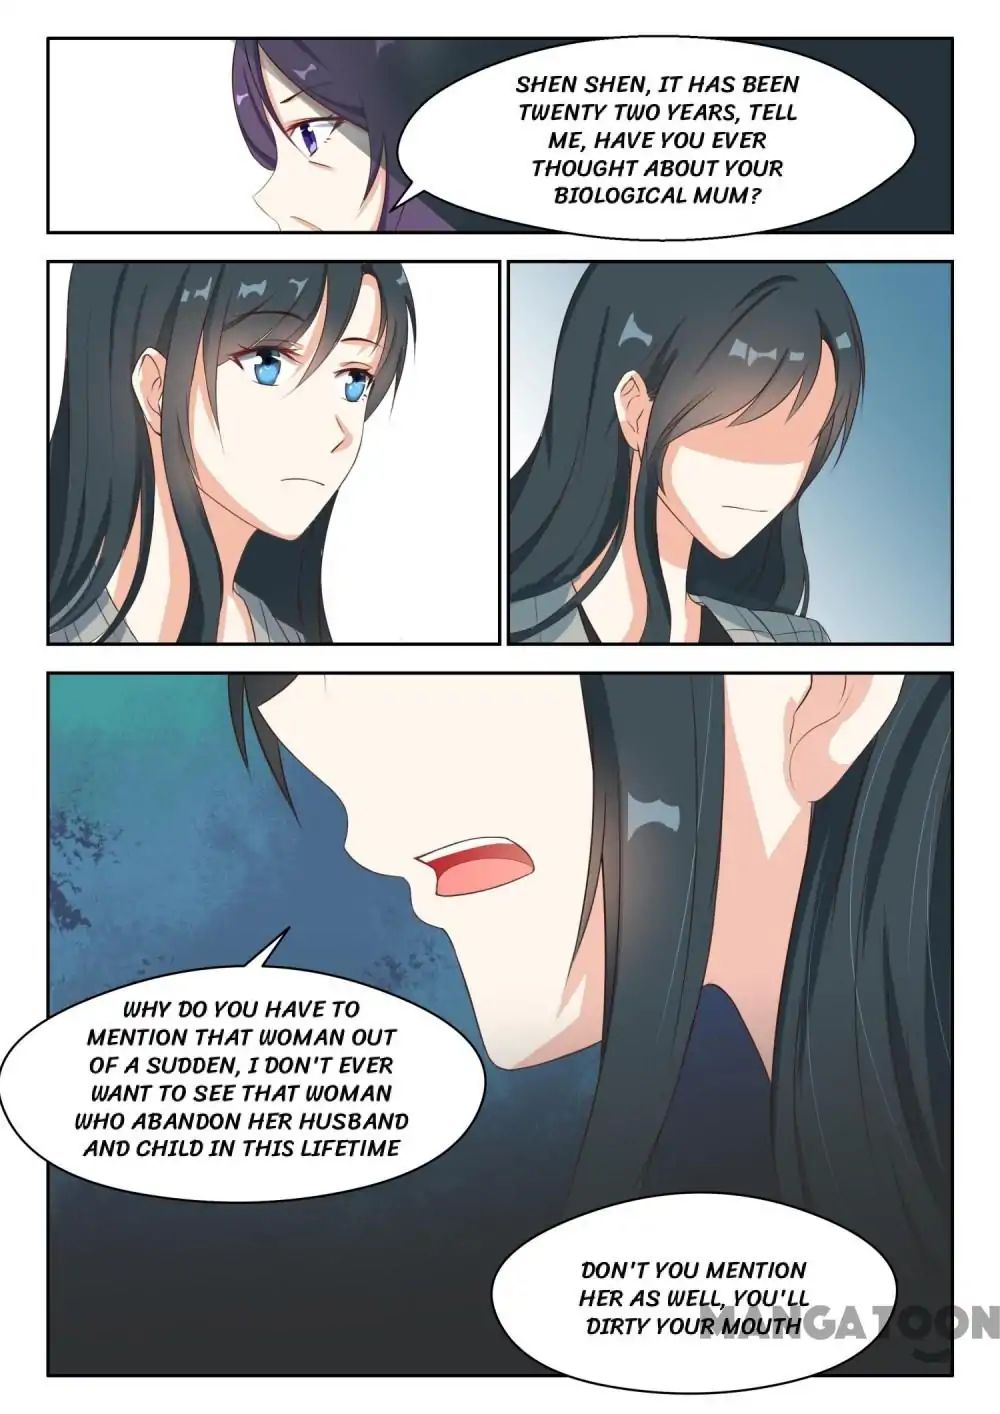 SHEN SHEN, IT HAS BEEN
TWENTY TWO YEARS, TELL
ME, HAVE YOU EVER
THOUGHT ABOUT YOUR
BIOLOGICAL MUM?
WHY DO YOU HAVE TO
MENTION THAT WOMAN OUT
OF A SUDDEN, I DON'T EVER
WANT TO SEE THAT WOMAN
WHO ABANDON HER HUSBAND
AND CHILD IN THIS LIFETIME
DON'T YOU MENTION
HER AS WELL, YOU'LL
DIRTY YOUR MOUTH
MANGATOON